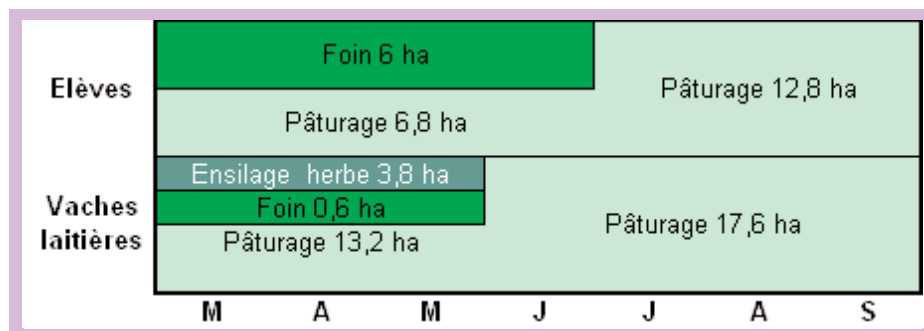 Foin 6 ha
Elèves
Pâturage 12,8 ha
Pâturage 6,8 ha
Ensilage herbe 3,8 ha
Vaches
laitières
Foin 0,6 ha
Pâturage 17,6 ha
Pâturage 13,2 ha
M A M J J A S